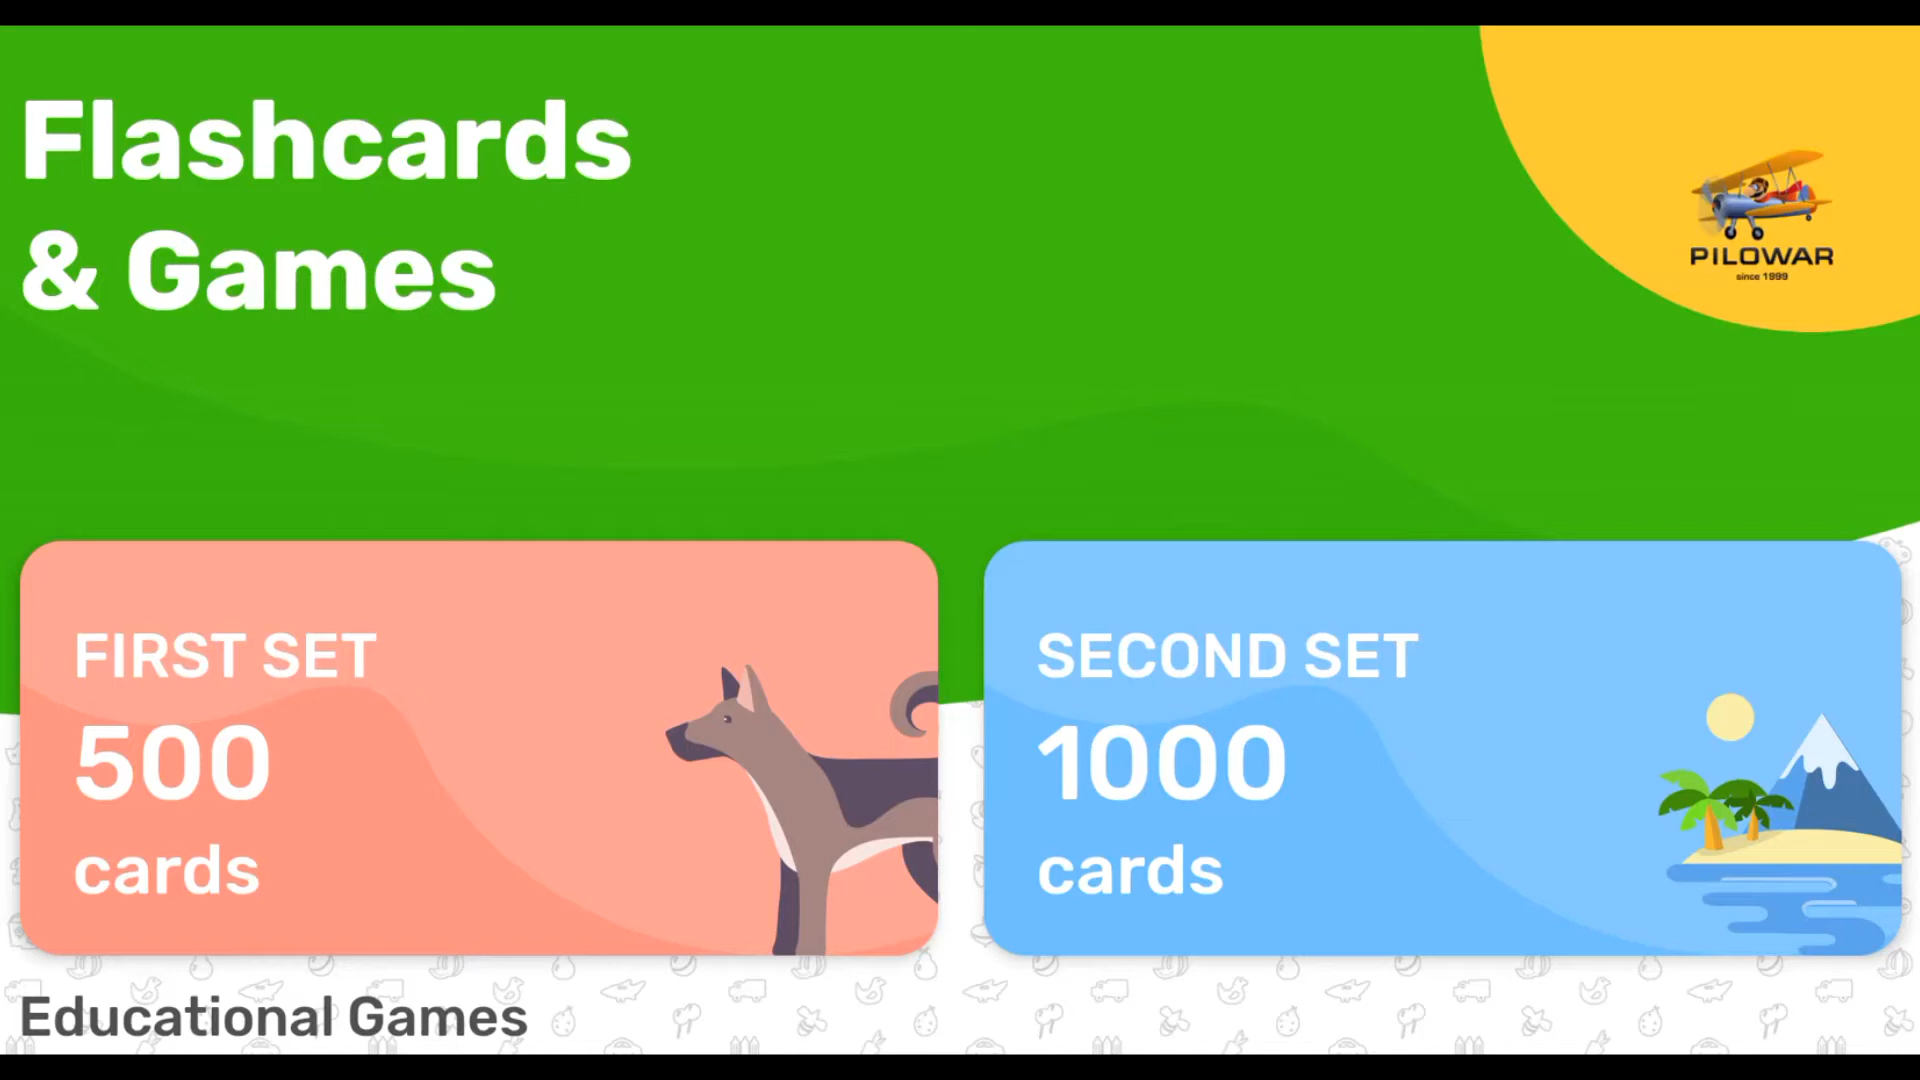 Flashcards
& Games
PILOWAR
since 1999
FIRST SET
500
cards
SECOND SET
1000
cards
Educational Games